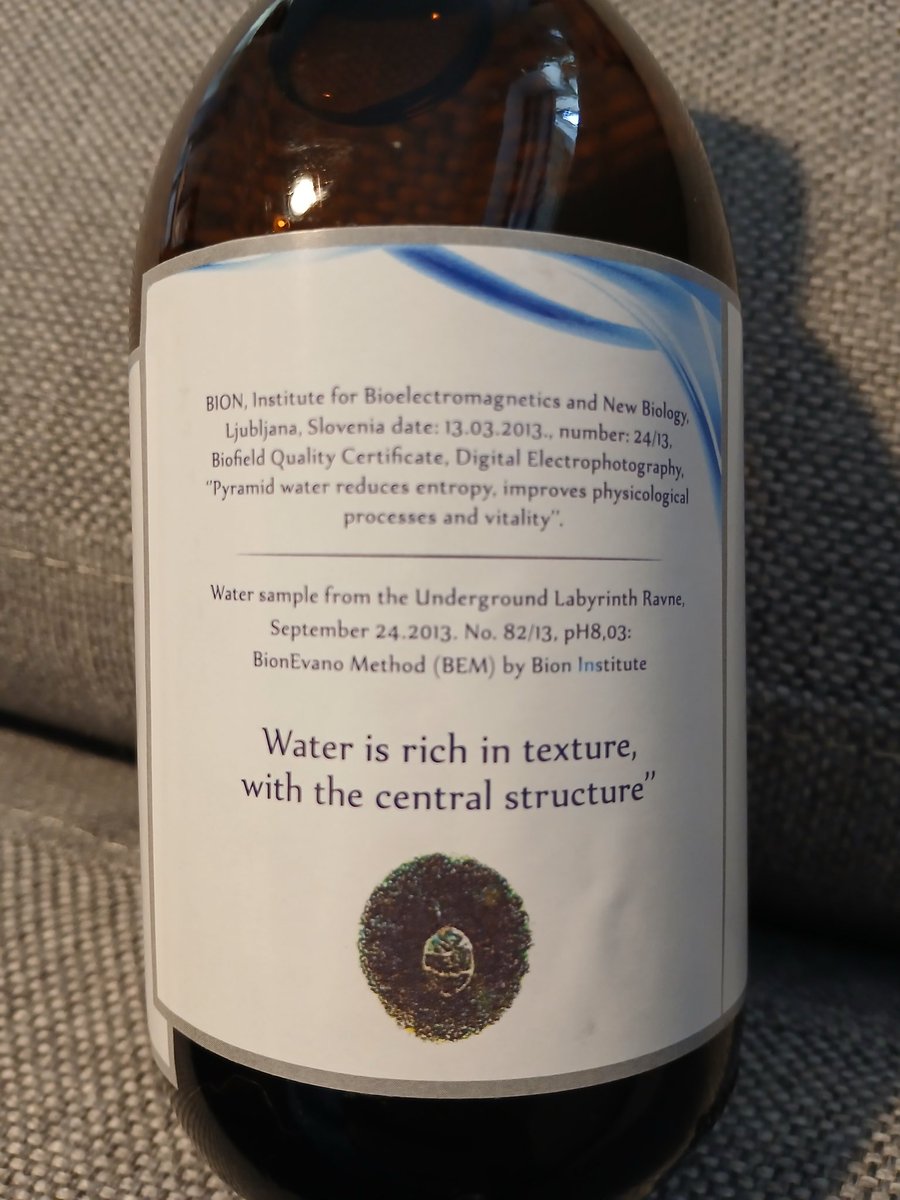 BION, Institute for Bioelectromagnetics and New Biology,
Ljubljana, Slovenia date: 13.03.2013., number: 24/13,
Biofield Quality Certificate, Digital Electrophotography,
"Pyramid water reduces entropy, improves physicological
processes and vitality".
Water sample from the Underground Labyrinth Ravne,
September 24.2013. No. 82/13, pH8,03:
BionEvano Method (BEM) by Bion Institute
Water is rich in texture,
with the central structure"